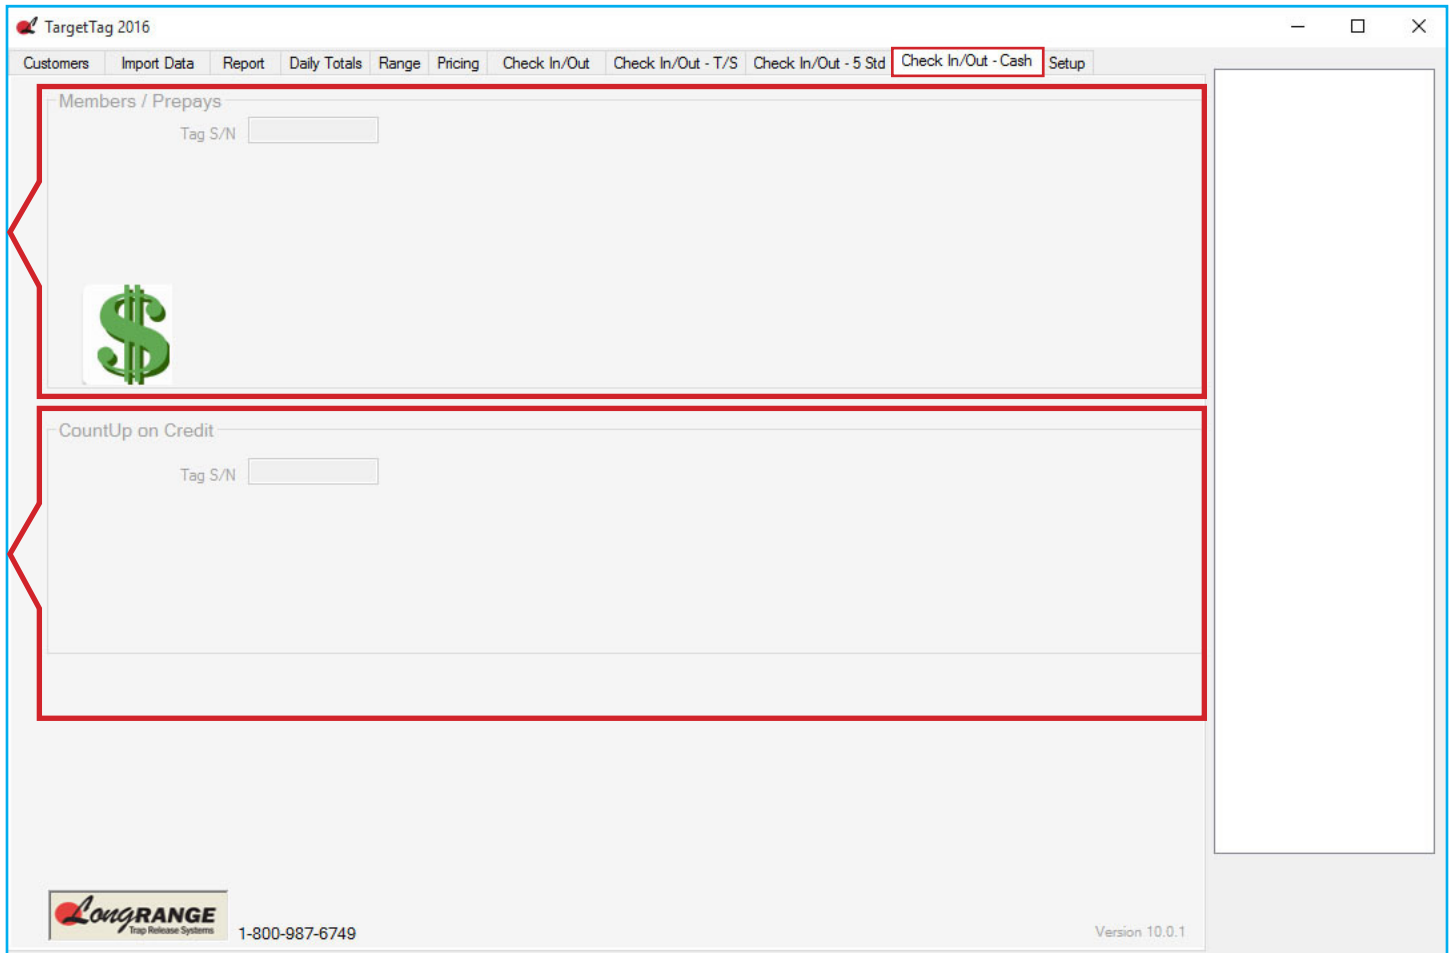 TargetTag 2016
Customers Import Data Report Daily Totals Range Pricing Check In/Out Check In/Out - T/S Check In/Out - 5 Std Check In/Out - Cash Setup
Members / Prepays
Tag S/N
$
CountUp on Credit
Tag S/N
LongRANGE
Trap Release Systems
1-800-987-6749
Version 10.0.1